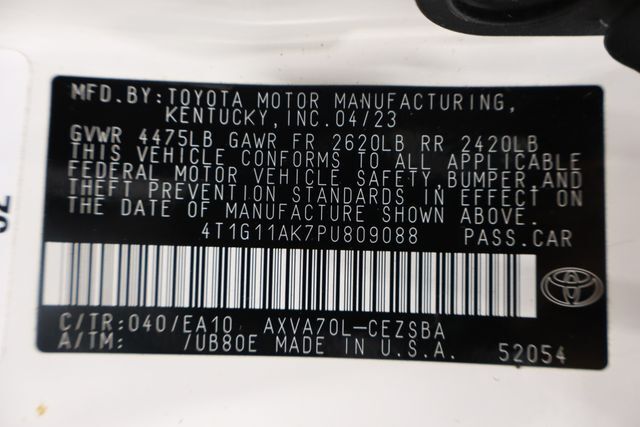 MFD.BY:TOYOTA MOTOR MANUFACTURING,
KENTUCKY,INC.04/23
GVWR 4475LB GAWR FR 2620LB RR 2420LB
THIS VEHICLE CONFORMS TO ALL APPLICABLE
FEDERAL MOTOR VEHICLE SAFETY,BUMPER,AND
THEFT PREVENTION STANDARDS IN EFFECT ON
THE DATE OF MANUFACTURE SHOWN ABOVE.
4T1G11AK7PU809088 PASS.CAR
C/TR:040/EA10 AXVA70L-CEZSBA
A/TM: /UB80E MADE IN U.S.A. 52054